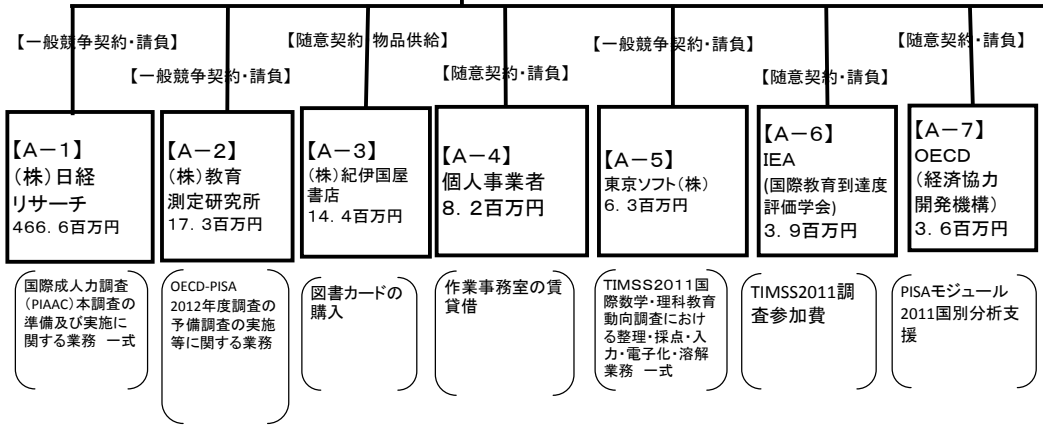 【一般競争契約・請負】
【随意契約・物品供給】
【一般競争契約・請負】
【随意契約・請負】
【一般競争契約・請負】
【随意契約・請負】
【随意契約・請負】
【A－1】
（株）日経
リサーチ
466．6百万円
【A－2】
（株）教育
測定研究所
17．3百万円
【A－3】
（株）紀伊国屋
書店
14．4百万円
【A－4】
個人事業者
8．2百万円
【A－5】
東京ソフト（株）
6．3百万円
【A－6】
IEA
(国際教育到達度
評価学会)
3．9百万円
【A－7】
OECD
（経済協力
開発機構）
3．6百万円
国際成人力調査
（PIAAC）本調査の
準備及び実施に
関する業務　一式
OECD-PISA
2012年度調査の
予備調査の実施
等に関する業務
図書カードの
購入
作業事務室の賃
貸借
TIMSS2011国
際数学・理科教育
動向調査におけ
る整理・採点・入
力・電子化・溶解
業務　一式
TIMSS2011調
査参加費
PISAモジュール
2011国別分析支
援